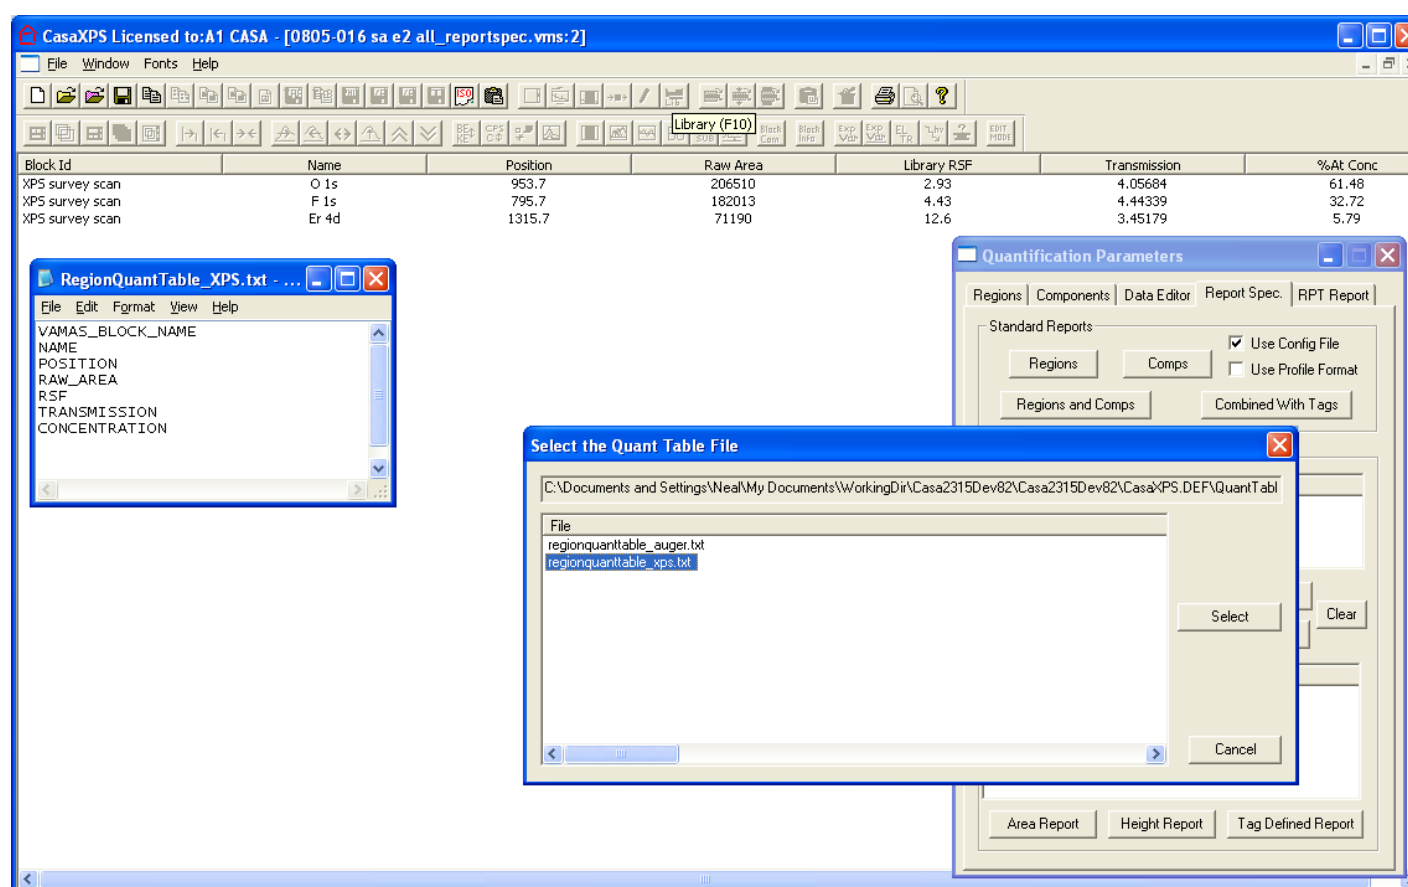 CasaXPS Licensed to:A1 CASA - [0805-016 sa e2 all_reportspec.vms:2]
File Window Fonts Help
Library (F10)
Block Id Name Position Raw Area Library RSF Transmission %At Conc
XPS survey scan O 1s 953.7 206510 2.93 4.05684 61.48
XPS survey scan F 1s 795.7 182013 4.43 4.44339 32.72
XPS survey scan Er 4d 1315.7 71190 12.6 3.45179 5.79
RegionQuantTable_XPS.txt - ...
File Edit Format View Help
VAMAS_BLOCK_NAME
NAME
POSITION
RAW_AREA
RSF
TRANSMISSION
CONCENTRATION
Quantification Parameters
Regions Components Data Editor Report Spec. RPT Report
Standard Reports
Use Config File
Regions Comps
Use Profile Format
Regions and Comps Combined With Tags
Select the Quant Table File
C:\Documents and Settings\Neal\My Documents\WorkingDir\Casa2315Dev82\Casa2315Dev82\CasaXPS.DEF\QuantTabl
File
regionquanttable_auger.txt
regionquanttable_xps.txt
Select
Clear
Cancel
Area Report Height Report Tag Defined Report